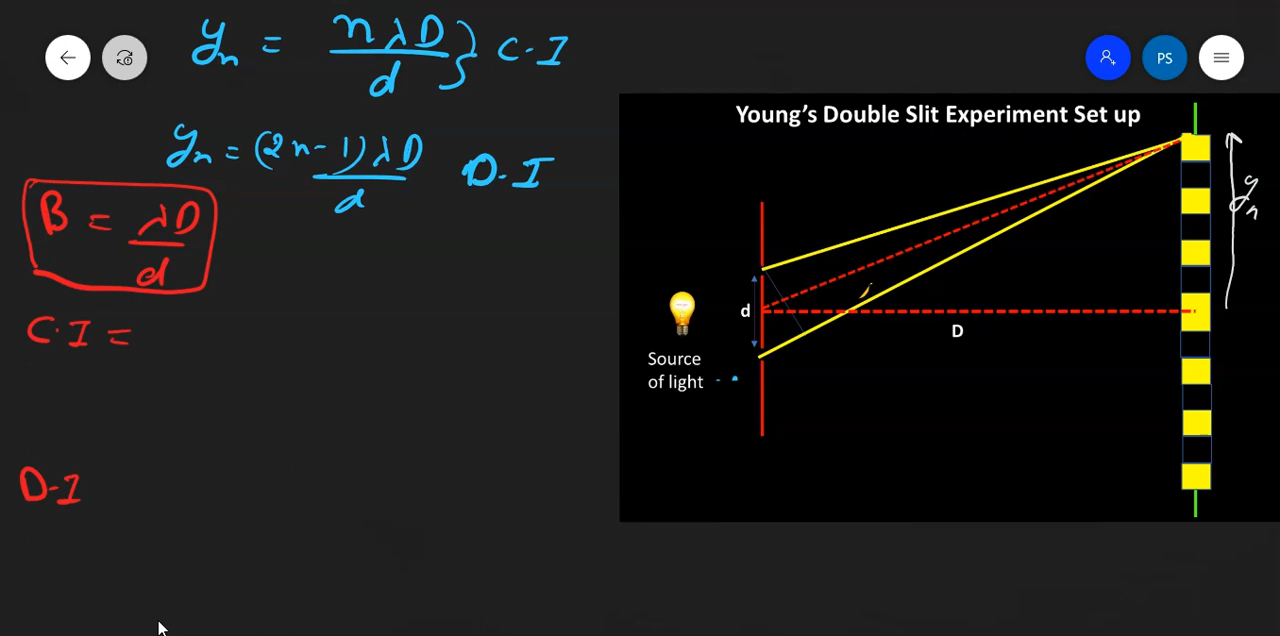 yₙ = nλD/d } C.I
yₙ = (2n-1)λD/d D.I
B = λD/d
C.I =
D-I
PS
Young's Double Slit Experiment Set up
yₙ
d
D
Source
of light